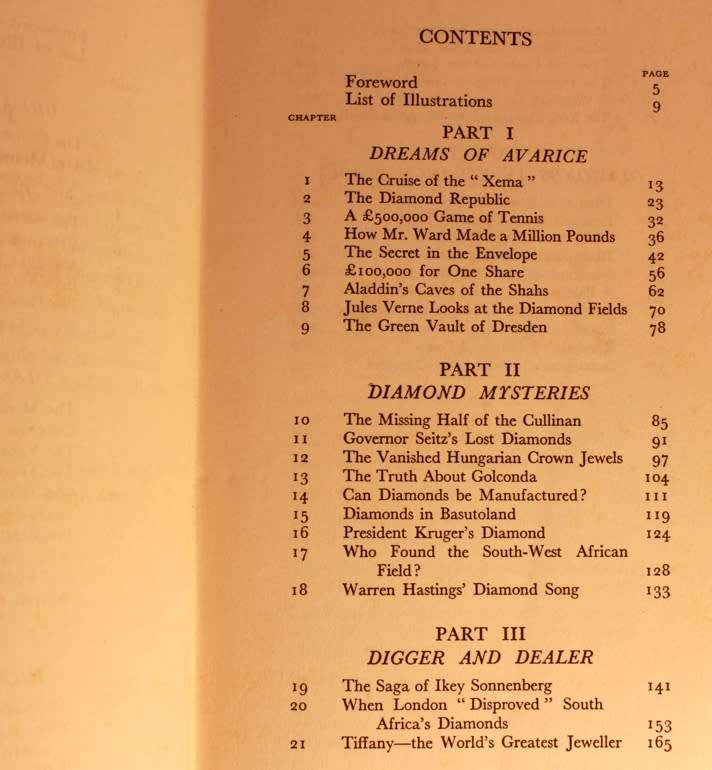 CONTENTS
PAGE
Foreword 5
List of Illustrations 9
CHAPTER
PART I
DREAMS OF AVARICE
1 The Cruise of the “ Xema ” 13
2 The Diamond Republic 23
3 A £500,000 Game of Tennis 32
4 How Mr. Ward Made a Million Pounds 36
5 The Secret in the Envelope 42
6 £100,000 for One Share 56
7 Aladdin's Caves of the Shahs 62
8 Jules Verne Looks at the Diamond Fields 70
9 The Green Vault of Dresden 78
PART II
DIAMOND MYSTERIES
10 The Missing Half of the Cullinan 85
11 Governor Seitz's Lost Diamonds 91
12 The Vanished Hungarian Crown Jewels 97
13 The Truth About Golconda 104
14 Can Diamonds be Manufactured? 111
15 Diamonds in Basutoland 119
16 President Kruger's Diamond 124
17 Who Found the South-West African
Field? 128
18 Warren Hastings' Diamond Song 133
PART III
DIGGER AND DEALER
19 The Saga of Ikey Sonnenberg 141
20 When London “ Disproved ” South
Africa's Diamonds 153
21 Tiffany—the World's Greatest Jeweller 165